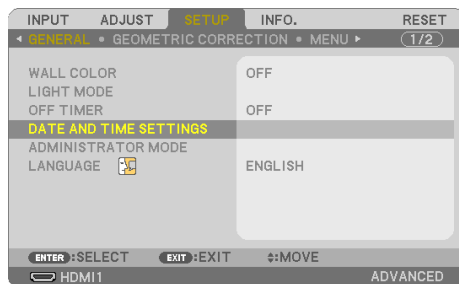 INPUT ADJUST SETUP INFO. RESET
GENERAL • GEOMETRIC CORRECTION • MENU 1/2
WALL COLOR OFF
LIGHT MODE
OFF TIMER OFF
DATE AND TIME SETTINGS
ADMINISTRATOR MODE
LANGUAGE ENGLISH
ENTER :SELECT EXIT :EXIT :MOVE
HDMI1 ADVANCED